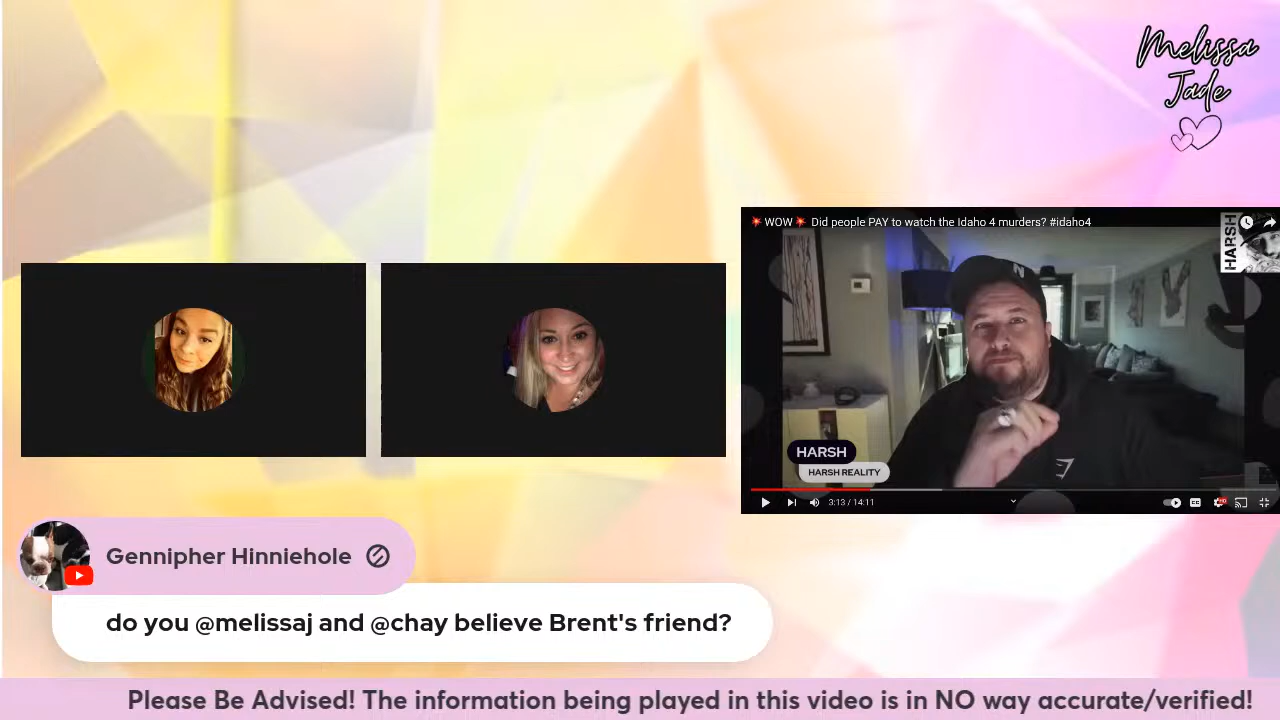 Melissa
Jade
💥 WOW 💥 Did people PAY to watch the Idaho 4 murders? #idaho4
HARSH
N
HARSH
HARSH REALITY
3:13 / 14:11
CC
HD
Gennipher Hinniehole
do you @melissaj and @chay believe Brent's friend?
Please Be Advised! The information being played in this video is in NO way accurate/verified!